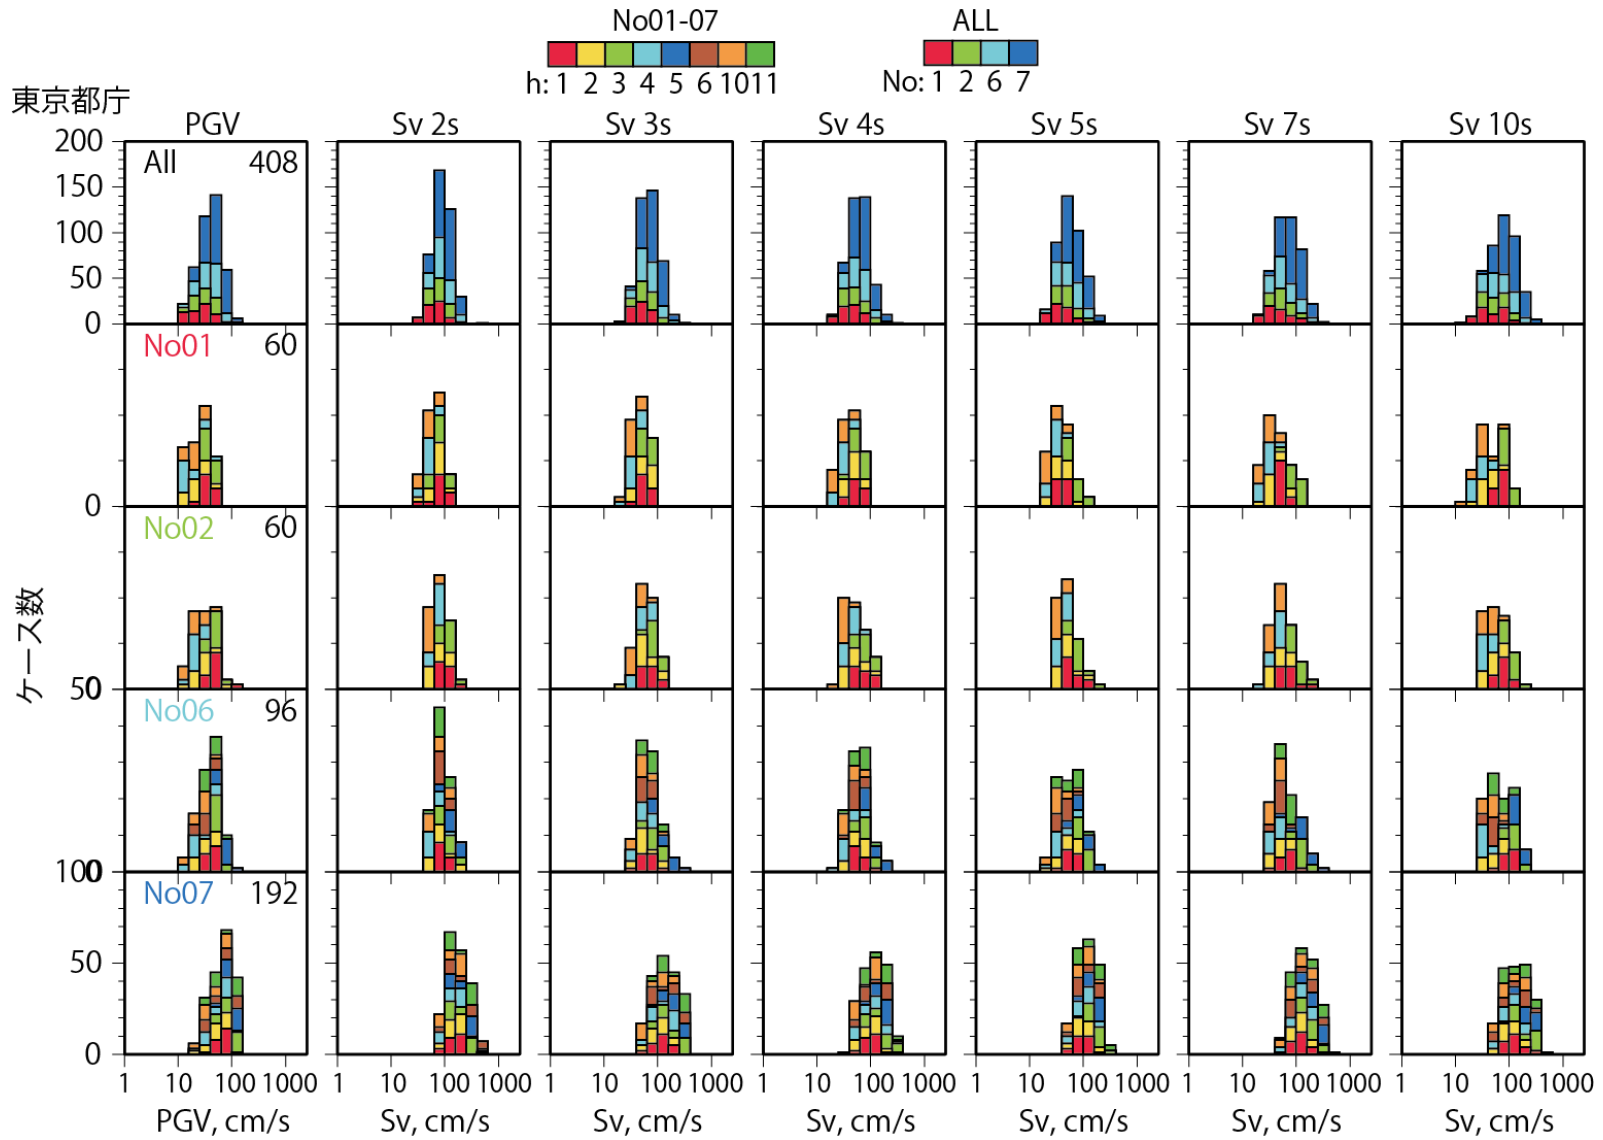 No01-07 ALL
h: 1 2 3 4 5 6 1011 No: 1 2 6 7
東京都庁
PGV Sv 2s Sv 3s Sv 4s Sv 5s Sv 7s Sv 10s
200
All 408
150
100
50
0
No01 60
0
No02 60
ケース数
50
0
No06 96
100
0
No07 192
50
0
1 10 100 1000 1 10 100 1000 1 10 100 1000 1 10 100 1000 1 10 100 1000 1 10 100 1000 1 10 100 1000
PGV, cm/s Sv, cm/s Sv, cm/s Sv, cm/s Sv, cm/s Sv, cm/s Sv, cm/s